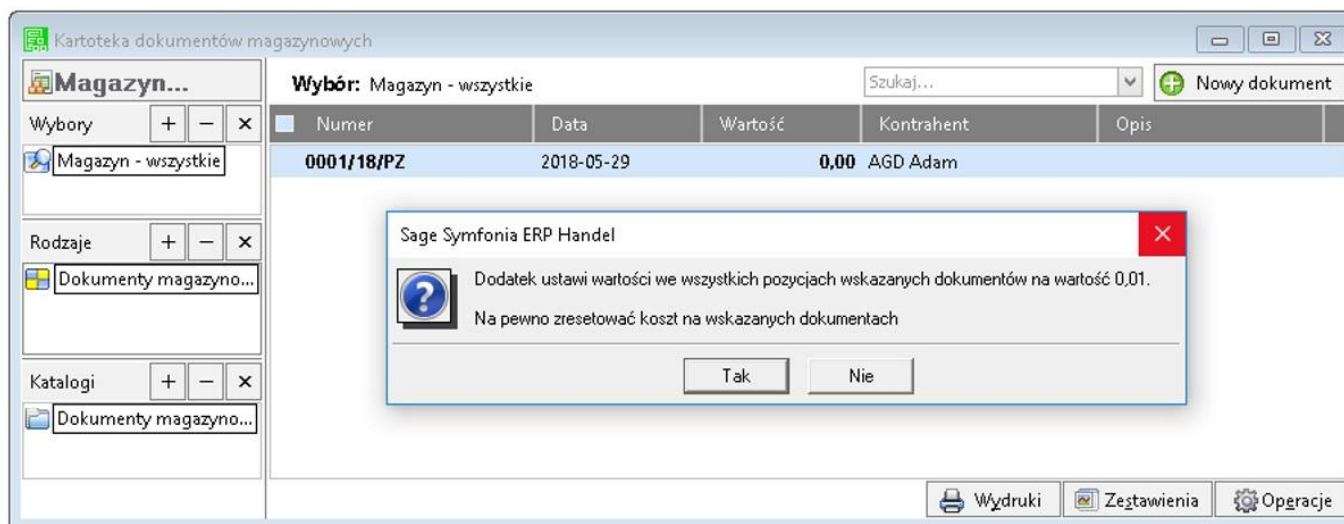 Kartoteka dokumentów magazynowych
Magazyn...
Wybór: Magazyn - wszystkie
Szukaj...
Nowy dokument
Wybory + − ×
Numer Data Wartość Kontrahent Opis
Magazyn - wszystkie
0001/18/PZ 2018-05-29 0,00 AGD Adam
Rodzaje + − ×
Dokumenty magazyno...
Sage Symfonia ERP Handel
Dodatek ustawi wartości we wszystkich pozycjach wskazanych dokumentów na wartość 0,01.
Na pewno zresetować koszt na wskazanych dokumentach
Tak Nie
Katalogi + − ×
Dokumenty magazyno...
Wydruki Zestawienia Operacje